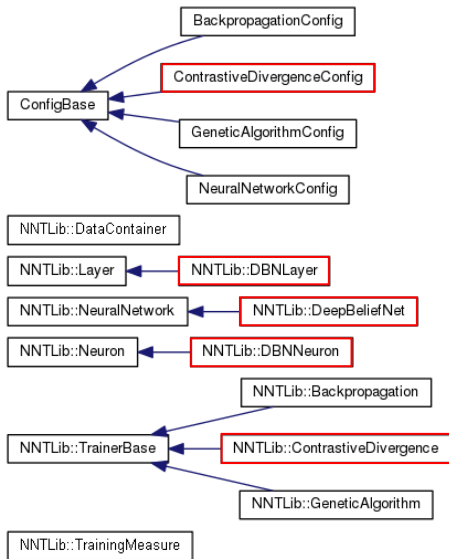 BackpropagationConfig
ContrastiveDivergenceConfig
ConfigBase
GeneticAlgorithmConfig
NeuralNetworkConfig
NNTLib::DataContainer
NNTLib::Layer
NNTLib::DBNLayer
NNTLib::NeuralNetwork
NNTLib::DeepBeliefNet
NNTLib::Neuron
NNTLib::DBNNeuron
NNTLib::Backpropagation
NNTLib::TrainerBase
NNTLib::ContrastiveDivergence
NNTLib::GeneticAlgorithm
NNTLib::TrainingMeasure